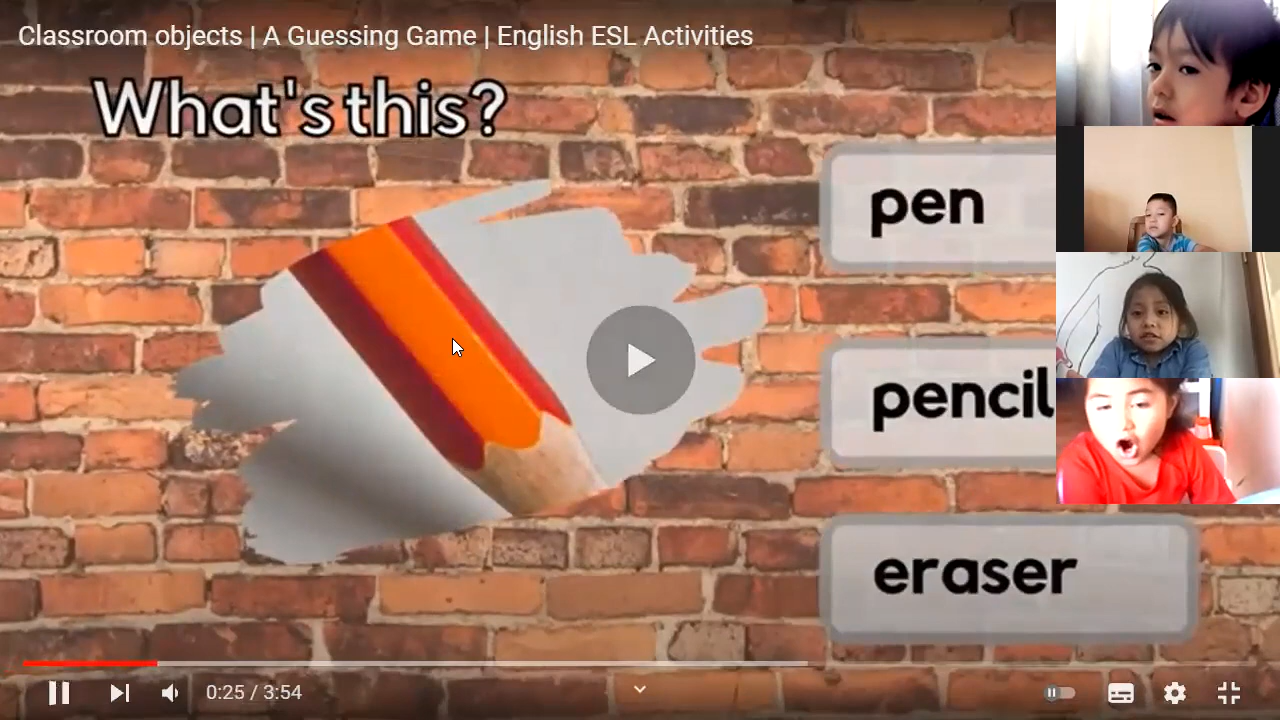 Classroom objects | A Guessing Game | English ESL Activities
What's this?
pen
pencil
eraser
0:25 / 3:54